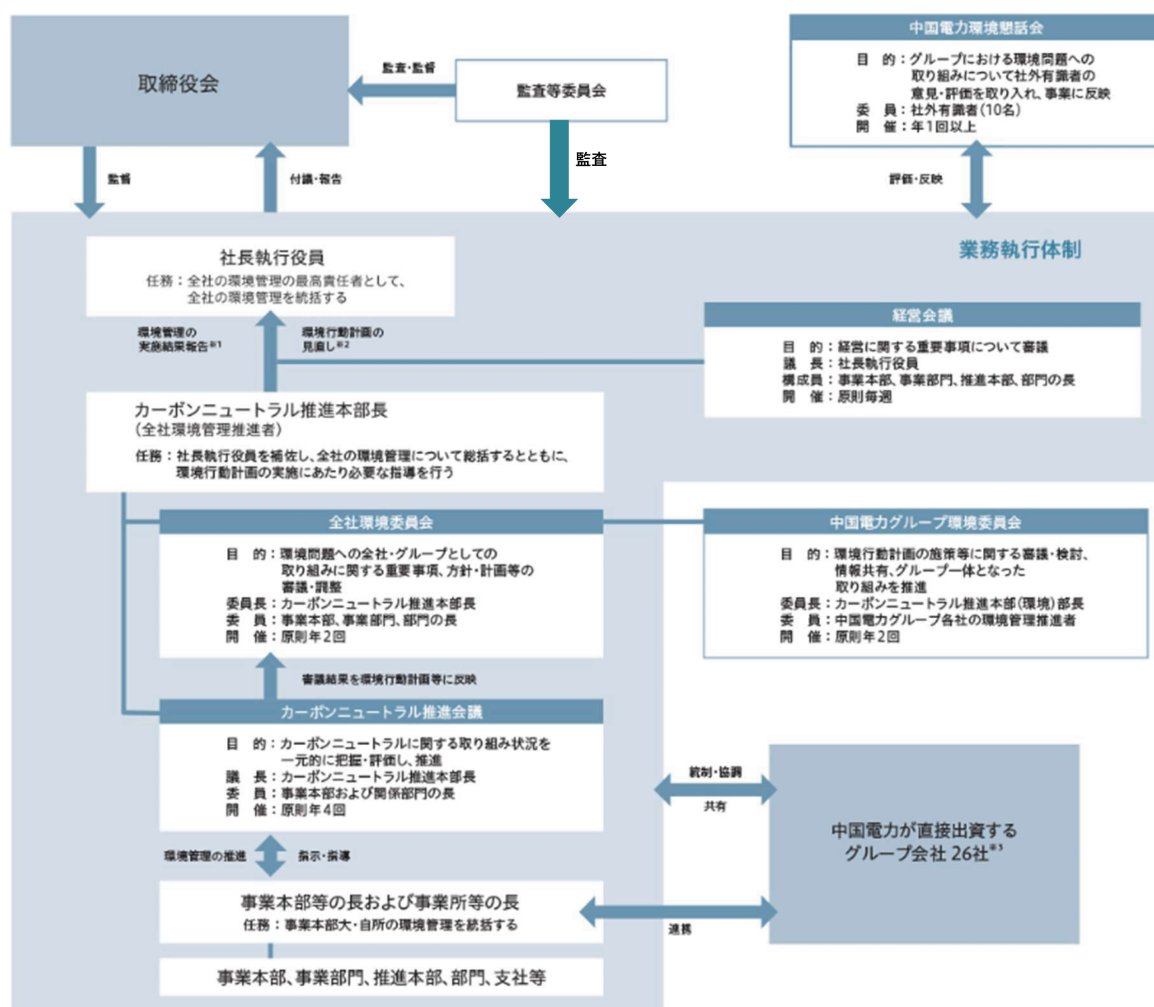 取締役会
監査・監督
監査等委員会
監査
監督
付議・報告
中国電力環境懇話会
目　的：グループにおける環境問題への
取り組みについて社外有識者の
意見・評価を取り入れ、事業に反映
委　員：社外有識者(10名)
開　催：年1回以上
評価・反映
業務執行体制
社長執行役員
任務：全社の環境管理の最高責任者として、
全社の環境管理を統括する
環境管理の
実施結果報告※1
環境行動計画の
見直し※2
経営会議
目　的：経営に関する重要事項について審議
議　長：社長執行役員
構成員：事業本部、事業部門、推進本部、部門の長
開　催：原則毎週
カーボンニュートラル推進本部長
(全社環境管理推進者)
任務：社長執行役員を補佐し、全社の環境管理について総括するとともに、
環境行動計画の実施にあたり必要な指導を行う
全社環境委員会
目　的：環境問題への全社・グループとしての
取り組みに関する重要事項、方針・計画等の
審議・調整
委員長：カーボンニュートラル推進本部長
委　員：事業本部、事業部門、部門の長
開　催：原則年2回
中国電力グループ環境委員会
目　的：環境行動計画の施策等に関する審議・検討、
情報共有、グループ一体となった
取り組みを推進
委員長：カーボンニュートラル推進本部(環境)部長
委　員：中国電力グループ各社の環境管理推進者
開　催：原則年2回
審議結果を環境行動計画等に反映
カーボンニュートラル推進会議
目　的：カーボンニュートラルに関する取り組み状況を
一元的に把握・評価し、推進
議　長：カーボンニュートラル推進本部長
委　員：事業本部および関係部門の長
開　催：原則年4回
統制・協調
共有
中国電力が直接出資する
グループ会社 26社※3
環境管理の推進
指示・指導
事業本部等の長および事業所等の長
任務：事業本部大・自所の環境管理を統括する
連携
事業本部、事業部門、推進本部、部門、支社等